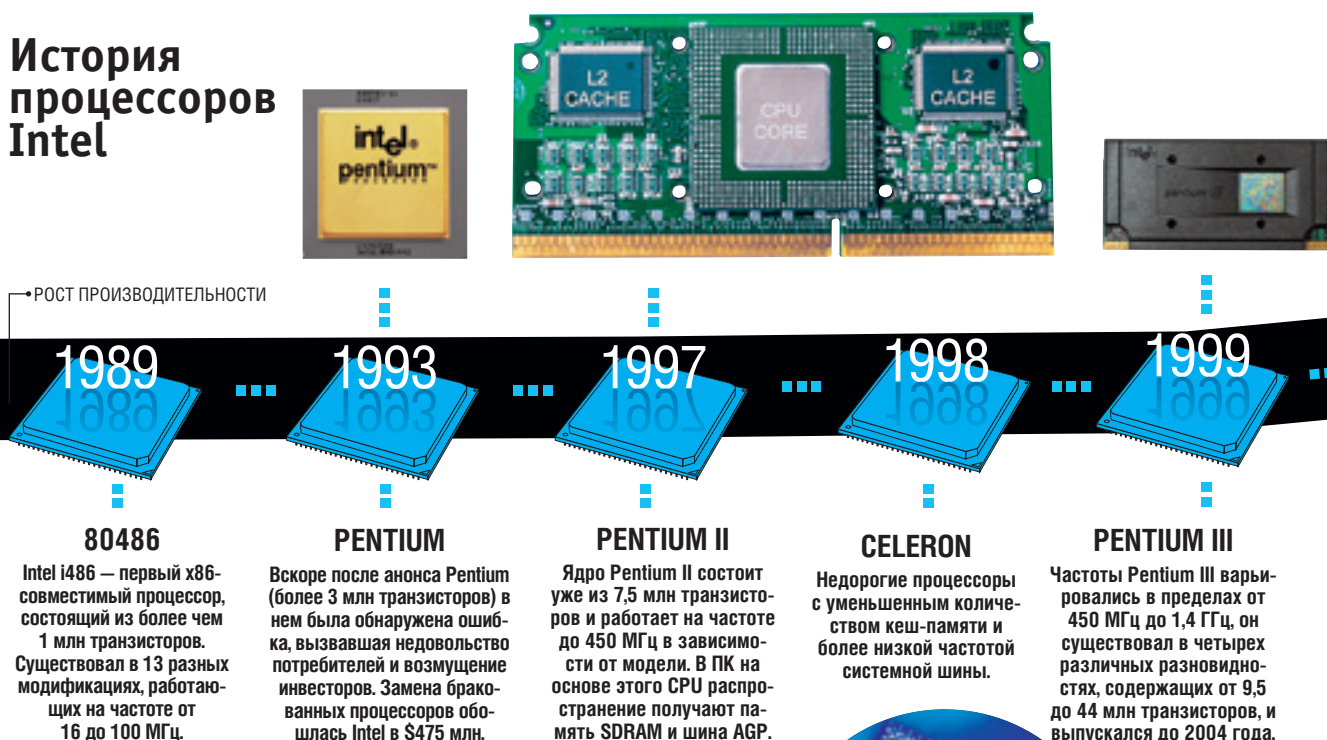 История
процессоров
Intel
intel®
pentium™
L2
CACHE
CPU
CORE
L2
CACHE
intel®
pentium III
РОСТ ПРОИЗВОДИТЕЛЬНОСТИ
1989
1993
1997
1998
1999
80486
Intel i486 — первый x86-
совместимый процессор,
состоящий из более чем
1 млн транзисторов.
Существовал в 13 разных
модификациях, работаю-
щих на частоте от
16 до 100 МГц.
PENTIUM
Вскоре после анонса Pentium
(более 3 млн транзисторов) в
нем была обнаружена ошиб-
ка, вызвавшая недовольство
потребителей и возмущение
инвесторов. Замена брако-
ванных процессоров обо-
шлась Intel в $475 млн.
PENTIUM II
Ядро Pentium II состоит
уже из 7,5 млн транзисто-
ров и работает на частоте
до 450 МГц в зависимо-
сти от модели. В ПК на
основе этого CPU распро-
странение получают па-
мять SDRAM и шина AGP.
CELERON
Недорогие процессоры
с уменьшенным количе-
ством кеш-памяти и
более низкой частотой
системной шины.
PENTIUM III
Частоты Pentium III варьи-
ровались в пределах от
450 МГц до 1,4 ГГц, он
существовал в четырех
различных разновидно-
стях, содержащих от 9,5
до 44 млн транзисторов, и
выпускался до 2004 года.